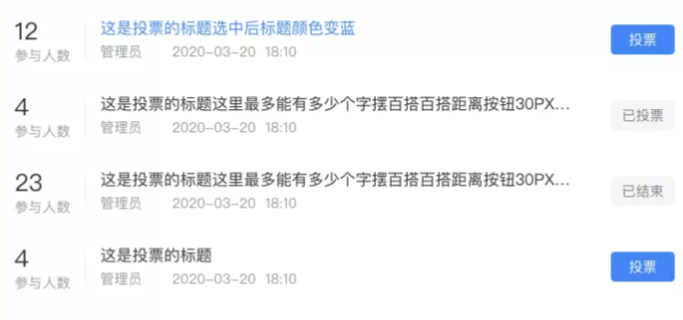 12
参与人数
这是投票的标题选中后标题颜色变蓝
管理员 2020-03-20 18:10
投票
4
参与人数
这是投票的标题这里最多能有多少个字摆百搭百搭距离按钮30PX...
管理员 2020-03-20 18:10
已投票
23
参与人数
这是投票的标题这里最多能有多少个字摆百搭百搭距离按钮30PX...
管理员 2020-03-20 18:10
已结束
4
参与人数
这是投票的标题
管理员 2020-03-20 18:10
投票